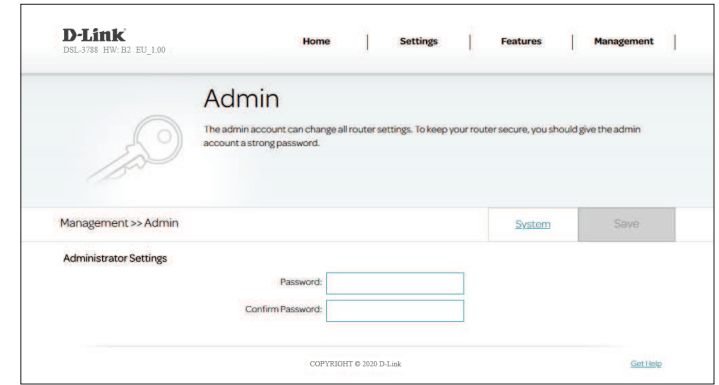 D-Link
DSL-3788 HW: B2 EU_1.00
Home Settings Features Management
Admin
The admin account can change all router settings. To keep your router secure, you should give the admin
account a strong password.
Management >> Admin System Save
Administrator Settings
Password:
Confirm Password:
COPYRIGHT © 2020 D-Link Get Help